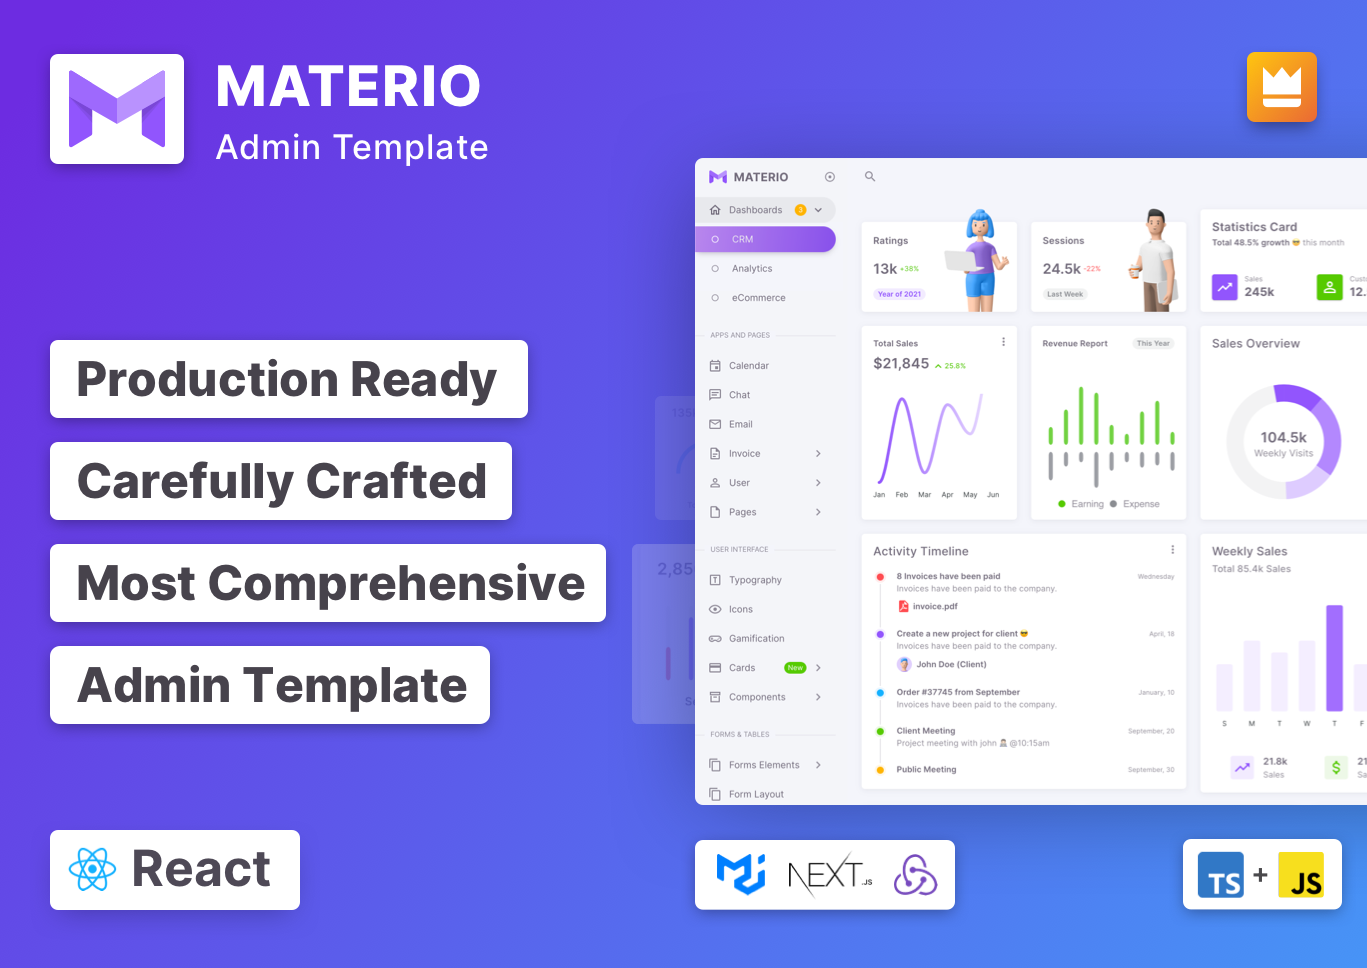 MATERIO
Admin Template
Production Ready
Carefully Crafted
Most Comprehensive
Admin Template
React
MATERIO
Dashboards 3
CRM
Analytics
eCommerce
APPS AND PAGES
Calendar
Chat
Email
Invoice
User
Pages
USER INTERFACE
Typography
Icons
Gamification
Cards New
Components
FORMS & TABLES
Forms Elements
Form Layout
Ratings
13k +38%
Year of 2021
Sessions
24.5k -22%
Last Week
Statistics Card
Total 48.5% growth 😎 this month
Sales
245k
12.
Total Sales
$21,845 25.8%
Jan Feb Mar Apr May Jun
Revenue Report This Year
Earning Expense
Sales Overview
104.5k
Weekly Visits
Activity Timeline
8 Invoices have been paid Wednesday
Invoices have been paid to the company.
invoice.pdf
Create a new project for client 😎 April, 18
Invoices have been paid to the company.
John Doe (Client)
Order #37745 from September January, 10
Invoices have been paid to the company.
Client Meeting September, 20
Project meeting with john @10:15am
Public Meeting September, 30
Weekly Sales
Total 85.4k Sales
S M T W T F
21.8k
Sales
2,85
NEXT.JS
TS + JS